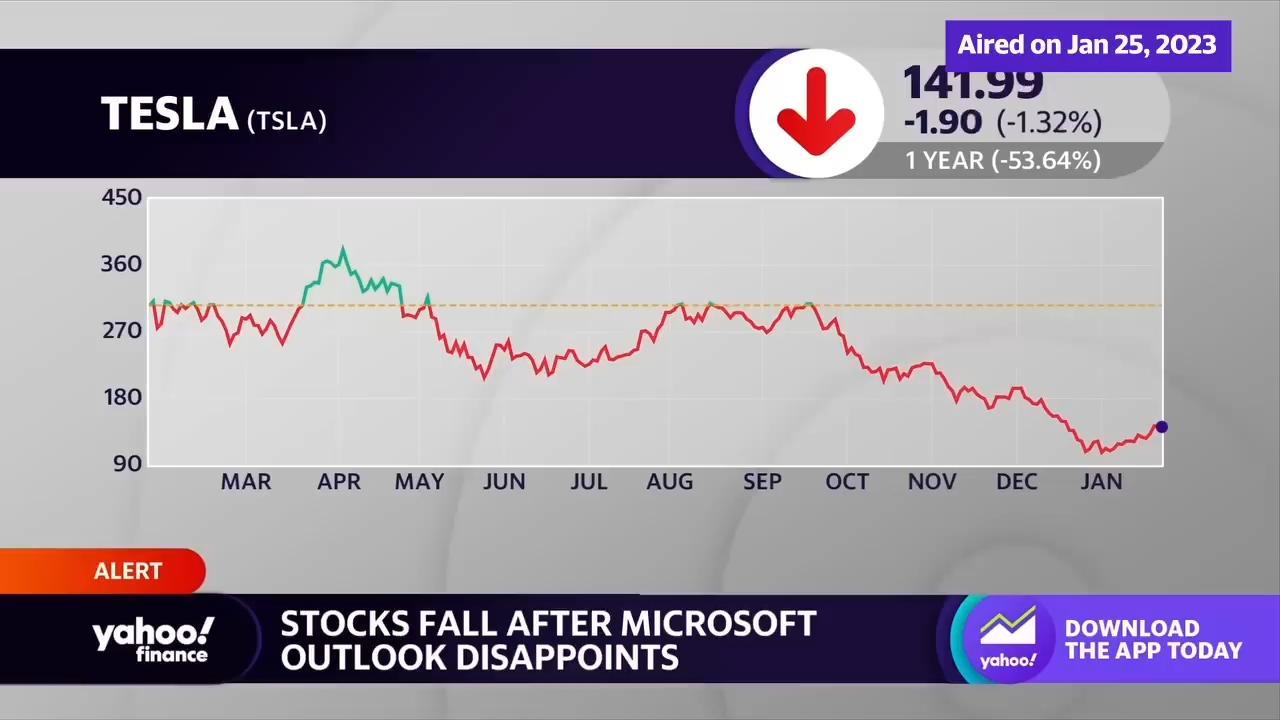 Aired on Jan 25, 2023
TESLA (TSLA)
141.99
-1.90 (-1.32%)
1 YEAR (-53.64%)
450
360
270
180
90
MAR APR MAY JUN JUL AUG SEP OCT NOV DEC JAN
ALERT
yahoo!
finance
STOCKS FALL AFTER MICROSOFT
OUTLOOK DISAPPOINTS
yahoo!
DOWNLOAD
THE APP TODAY